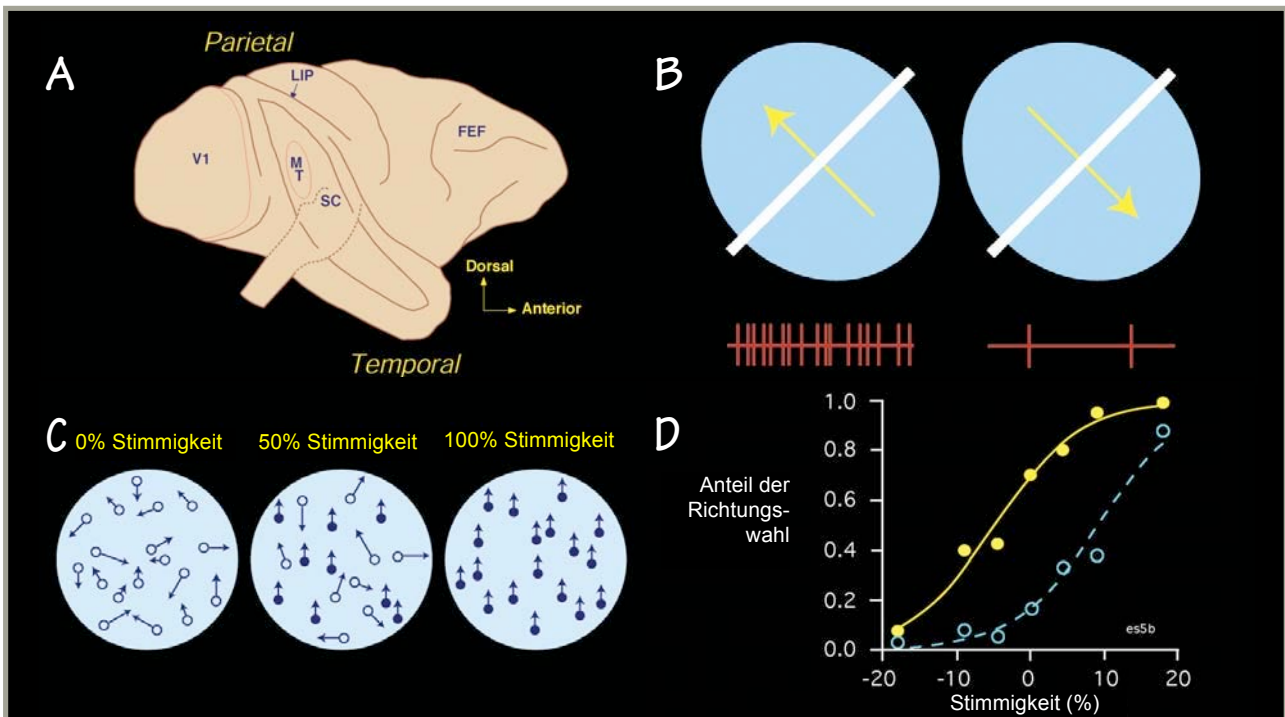 A
Parietal
LIP
FEF
V1
M
T
SC
Dorsal
Anterior
Temporal
B
C
0% Stimmigkeit
50% Stimmigkeit
100% Stimmigkeit
D
Anteil der
Richtungs-
wahl
1.0
0.8
0.6
0.4
0.2
0.0
es5b
-20
-10
0
10
20
Stimmigkeit (%)